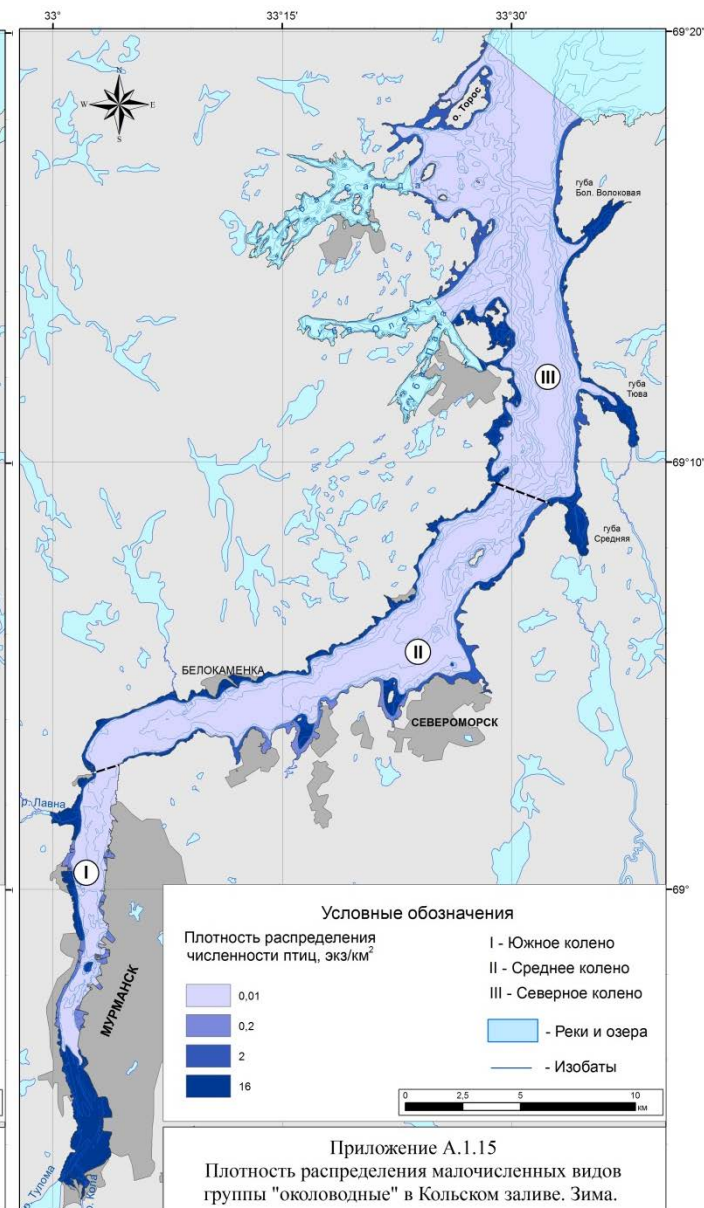 33°
33°15'
33°30'
69°20'
N
W
E
S
о. Торос
губа
Бол. Волоковая
III
губа
Тюва
69°10'
губа
Средняя
II
БЕЛОКАМЕНКА
СЕВЕРОМОРСК
р. Лавна
I
69°
МУРМАНСК
р. Тулома
р. Кола
Условные обозначения
Плотность распределения
численности птиц, экз/км²
0,01
0,2
2
16
I - Южное колено
II - Среднее колено
III - Северное колено
- Реки и озера
- Изобаты
0 2,5 5 10
км
Приложение А.1.15
Плотность распределения малочисленных видов
группы "околоводные" в Кольском заливе. Зима.